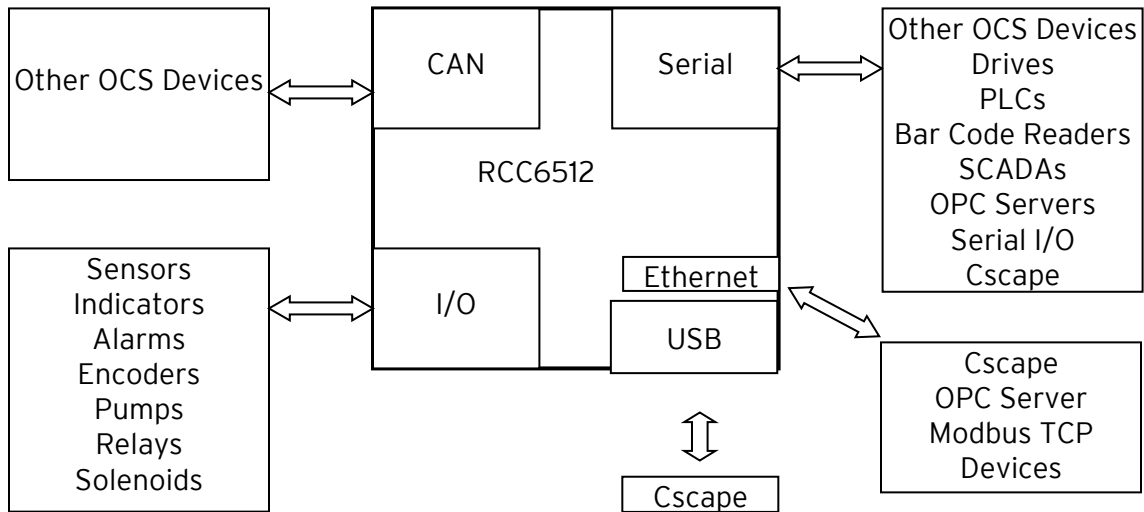 Other OCS Devices
CAN
Serial
Other OCS Devices
Drives
PLCs
Bar Code Readers
SCADAs
OPC Servers
Serial I/O
Cscape
RCC6512
Sensors
Indicators
Alarms
Encoders
Pumps
Relays
Solenoids
I/O
Ethernet
USB
Cscape
OPC Server
Modbus TCP
Devices
Cscape